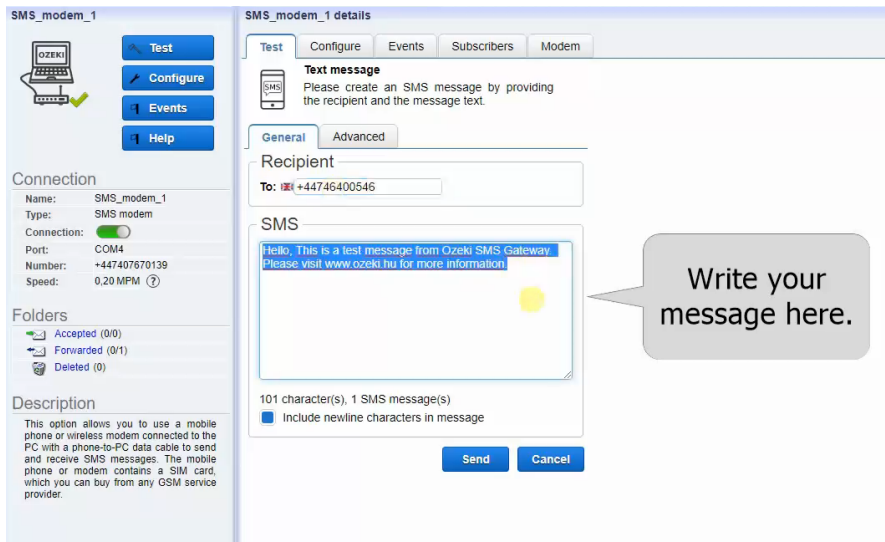 SMS_modem_1
OZEKI
Test
Configure
Events
Help
Connection
Name: SMS_modem_1
Type: SMS modem
Connection:
Port: COM4
Number: +447407670139
Speed: 0,20 MPM ?
Folders
Accepted (0/0)
Forwarded (0/1)
Deleted (0)
Description
This option allows you to use a mobile
phone or wireless modem connected to the
PC with a phone-to-PC data cable to send
and receive SMS messages. The mobile
phone or modem contains a SIM card,
which you can buy from any GSM service
provider.
SMS_modem_1 details
Test Configure Events Subscribers Modem
SMS
Text message
Please create an SMS message by providing
the recipient and the message text.
General Advanced
Recipient
To: +44746400546
SMS
Hello, This is a test message from Ozeki SMS Gateway.
Please visit www.ozeki.hu for more information.
101 character(s), 1 SMS message(s)
Include newline characters in message
Send Cancel
Write your
message here.